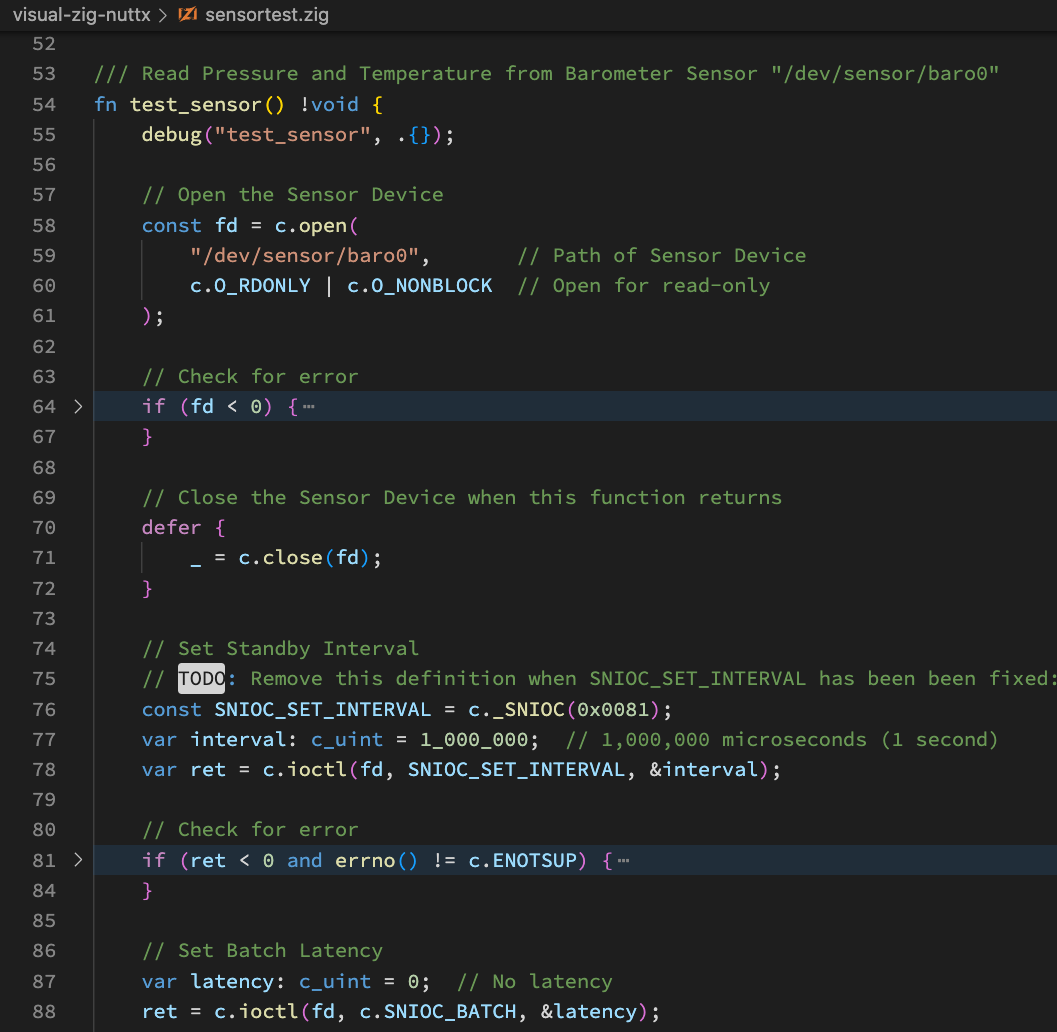 visual-zig-nuttx > sensortest.zig
52
53 /// Read Pressure and Temperature from Barometer Sensor "/dev/sensor/baro0"
54 fn test_sensor() !void {
55     debug("test_sensor", .{});
56
57     // Open the Sensor Device
58     const fd = c.open(
59         "/dev/sensor/baro0",       // Path of Sensor Device
60         c.O_RDONLY | c.O_NONBLOCK  // Open for read-only
61     );
62
63     // Check for error
64 >   if (fd < 0) {⋯
67     }
68
69     // Close the Sensor Device when this function returns
70     defer {
71         _ = c.close(fd);
72     }
73
74     // Set Standby Interval
75     // TODO: Remove this definition when SNIOC_SET_INTERVAL has been been fixed:
76     const SNIOC_SET_INTERVAL = c._SNIOC(0x0081);
77     var interval: c_uint = 1_000_000;  // 1,000,000 microseconds (1 second)
78     var ret = c.ioctl(fd, SNIOC_SET_INTERVAL, &interval);
79
80     // Check for error
81 >   if (ret < 0 and errno() != c.ENOTSUP) {⋯
84     }
85
86     // Set Batch Latency
87     var latency: c_uint = 0;  // No latency
88     ret = c.ioctl(fd, c.SNIOC_BATCH, &latency);